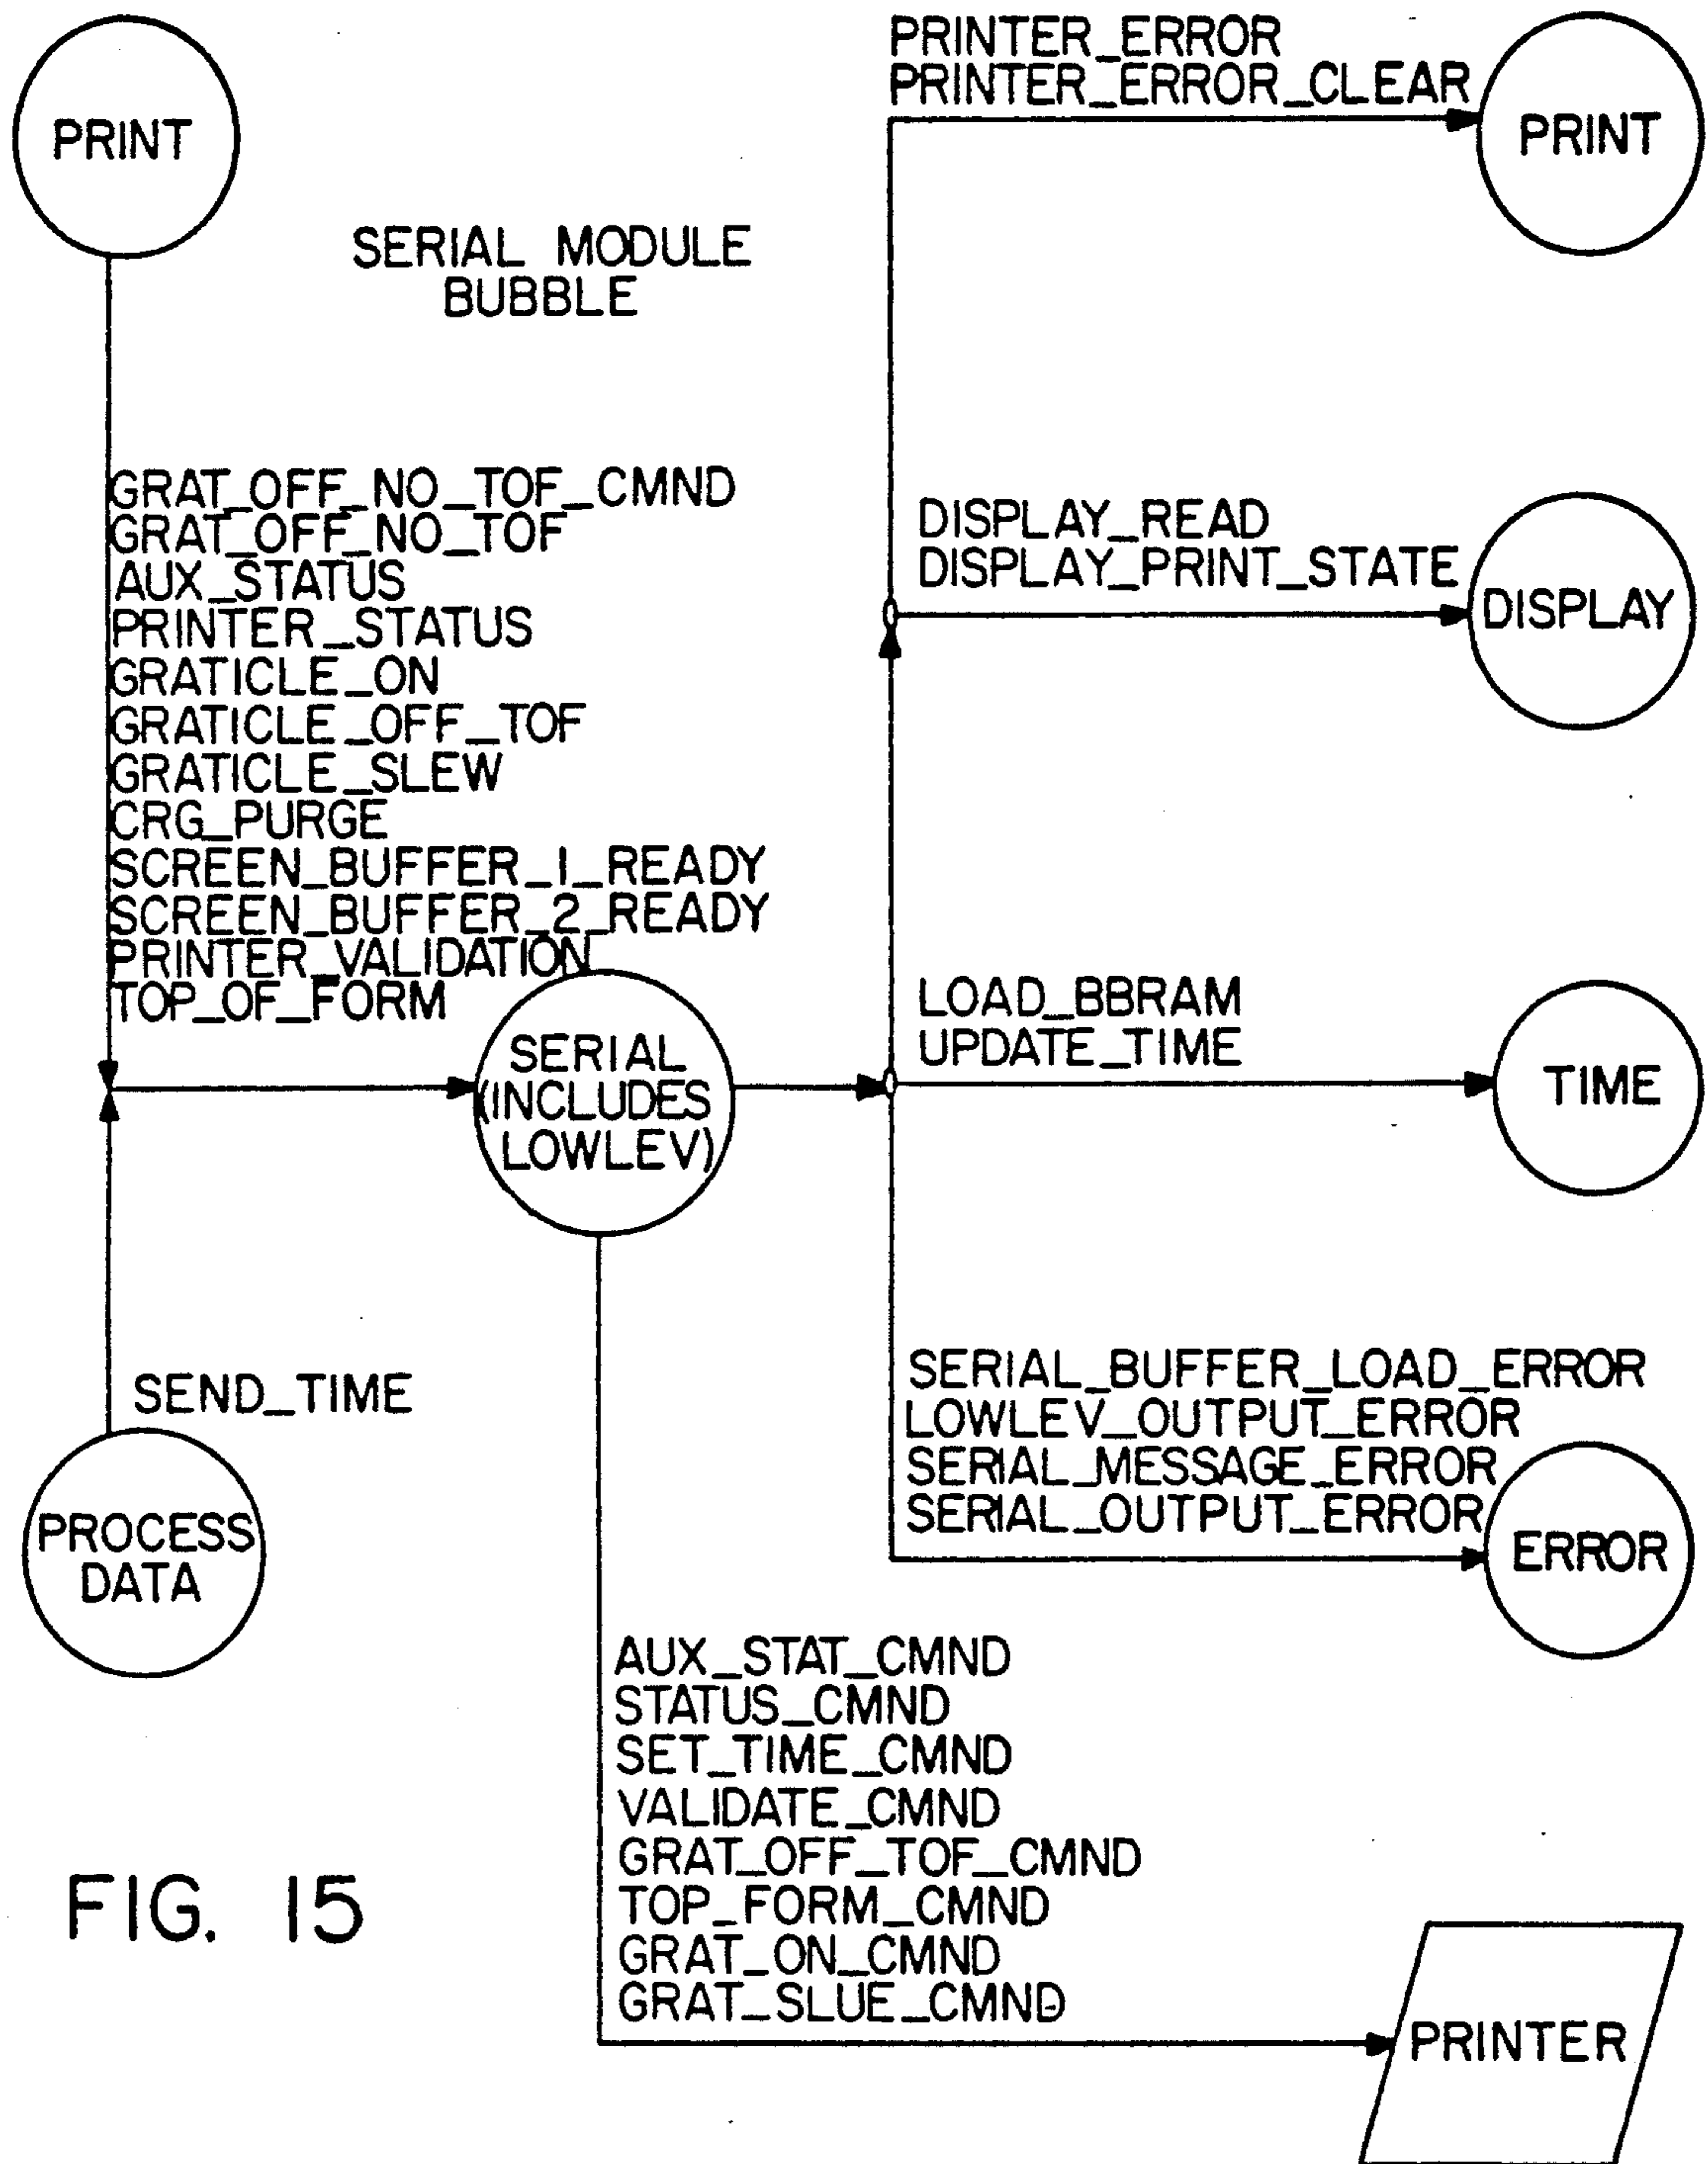 PRINT
SERIAL MODULE
BUBBLE
PRINTER_ERROR
PRINTER_ERROR_CLEAR
PRINT
GRAT_OFF_NO_TOF_CMND
GRAT_OFF_NO_TOF
AUX_STATUS
PRINTER_STATUS
GRATICLE_ON
GRATICLE_OFF_TOF
GRATICLE_SLEW
CRG_PURGE
SCREEN_BUFFER_1_READY
SCREEN_BUFFER_2_READY
PRINTER_VALIDATION
TOP_OF_FORM
DISPLAY_READ
DISPLAY_PRINT_STATE
DISPLAY
SERIAL
(INCLUDES
LOWLEV)
LOAD_BBRAM
UPDATE_TIME
TIME
SEND_TIME
PROCESS
DATA
SERIAL_BUFFER_LOAD_ERROR
LOWLEV_OUTPUT_ERROR
SERIAL_MESSAGE_ERROR
SERIAL_OUTPUT_ERROR
ERROR
AUX_STAT_CMND
STATUS_CMND
SET_TIME_CMND
VALIDATE_CMND
GRAT_OFF_TOF_CMND
TOP_FORM_CMND
GRAT_ON_CMND
GRAT_SLUE_CMND
PRINTER
FIG. 15